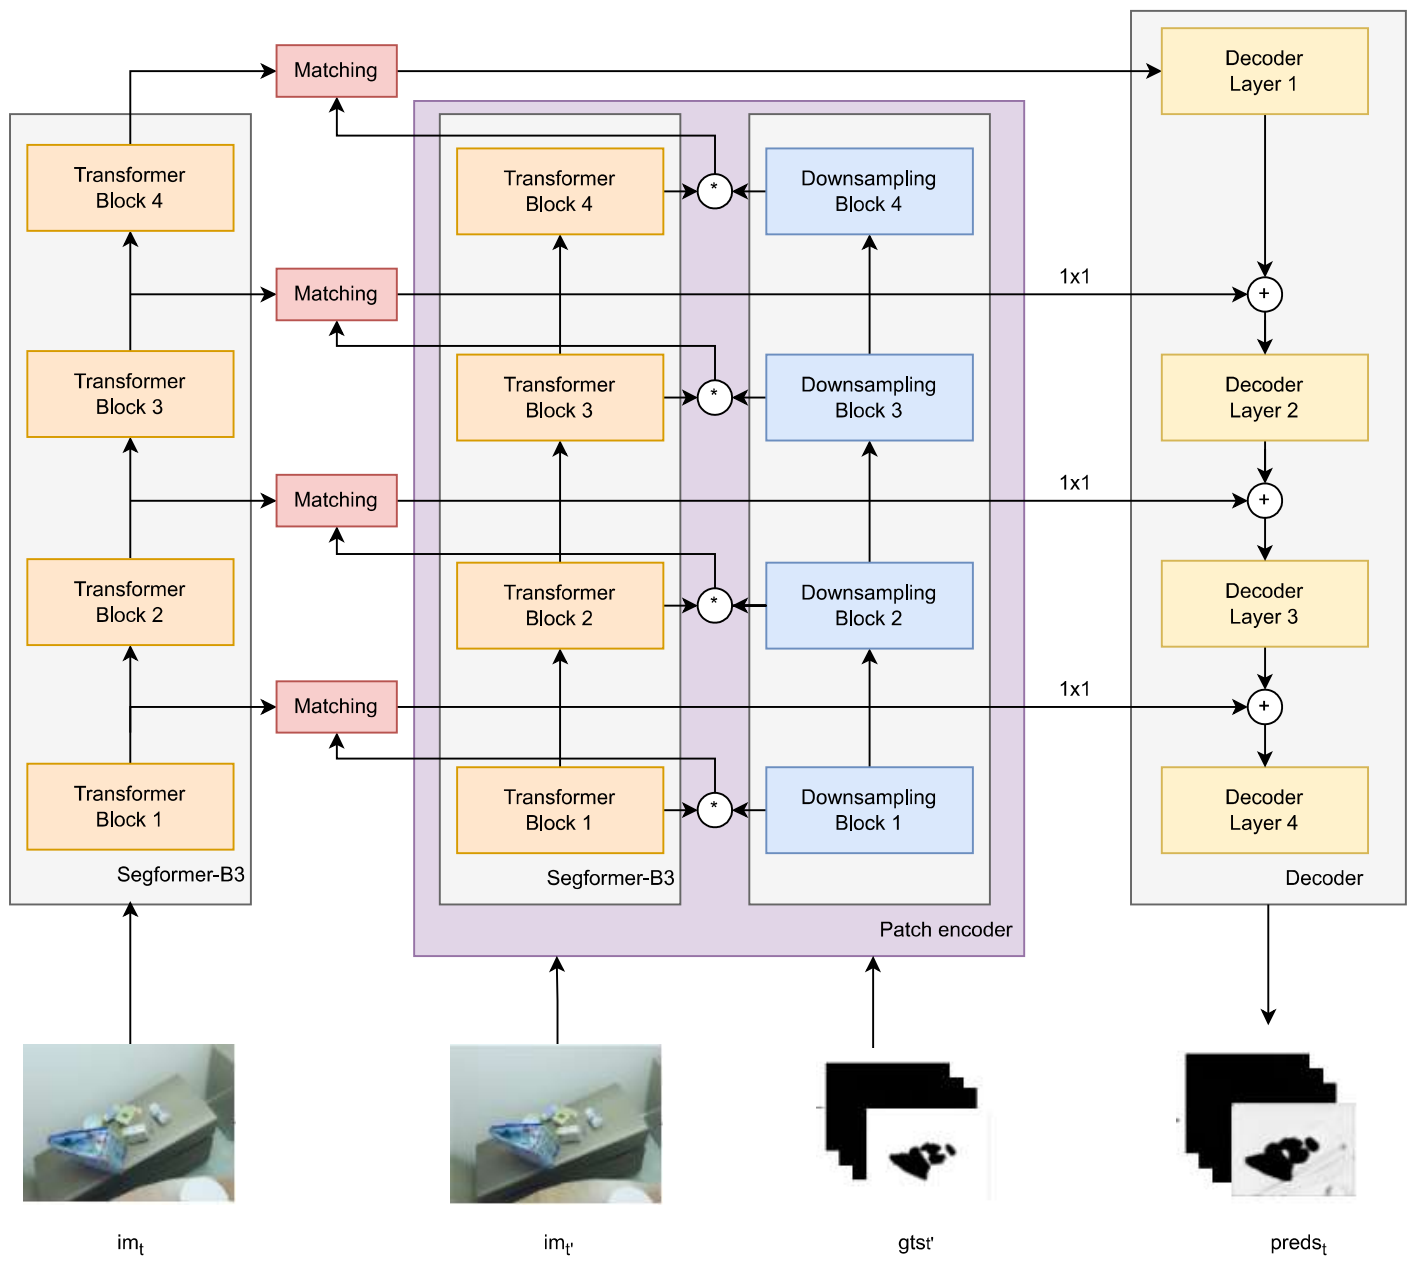 Matching
Decoder
Layer 1
Transformer
Block 4
Transformer
Block 4
*
Downsampling
Block 4
Matching
1x1
+
Transformer
Block 3
Transformer
Block 3
*
Downsampling
Block 3
Decoder
Layer 2
Matching
1x1
+
Transformer
Block 2
Transformer
Block 2
*
Downsampling
Block 2
Decoder
Layer 3
Matching
1x1
+
Transformer
Block 1
Transformer
Block 1
*
Downsampling
Block 1
Decoder
Layer 4
Segformer-B3
Segformer-B3
Decoder
Patch encoder
im_t
im_t'
gtst'
preds_t